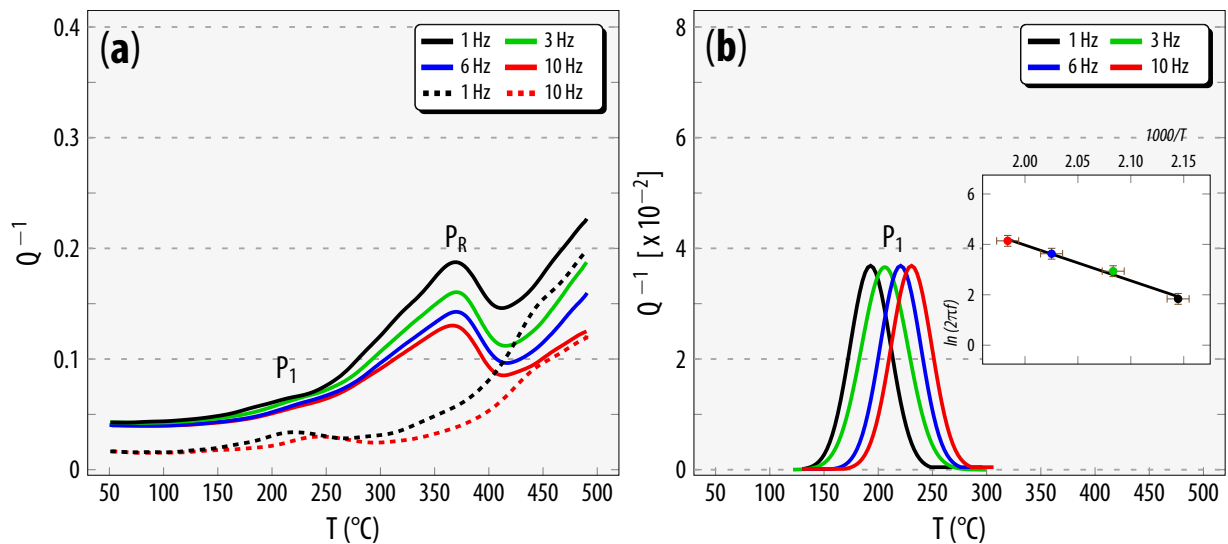 (a)
1 Hz 3 Hz
6 Hz 10 Hz
1 Hz 10 Hz
0.4
0.3
0.2
0.1
0
Q⁻¹
P_R
P₁
50 100 150 200 250 300 350 400 450 500
T (°C)
(b)
1 Hz 3 Hz
6 Hz 10 Hz
8
6
4
2
0
Q⁻¹ [ x 10⁻²]
P₁
1000/T
2.00 2.05 2.10 2.15
6
4
2
0
ln (2πf)
50 100 150 200 250 300 350 400 450 500
T (°C)